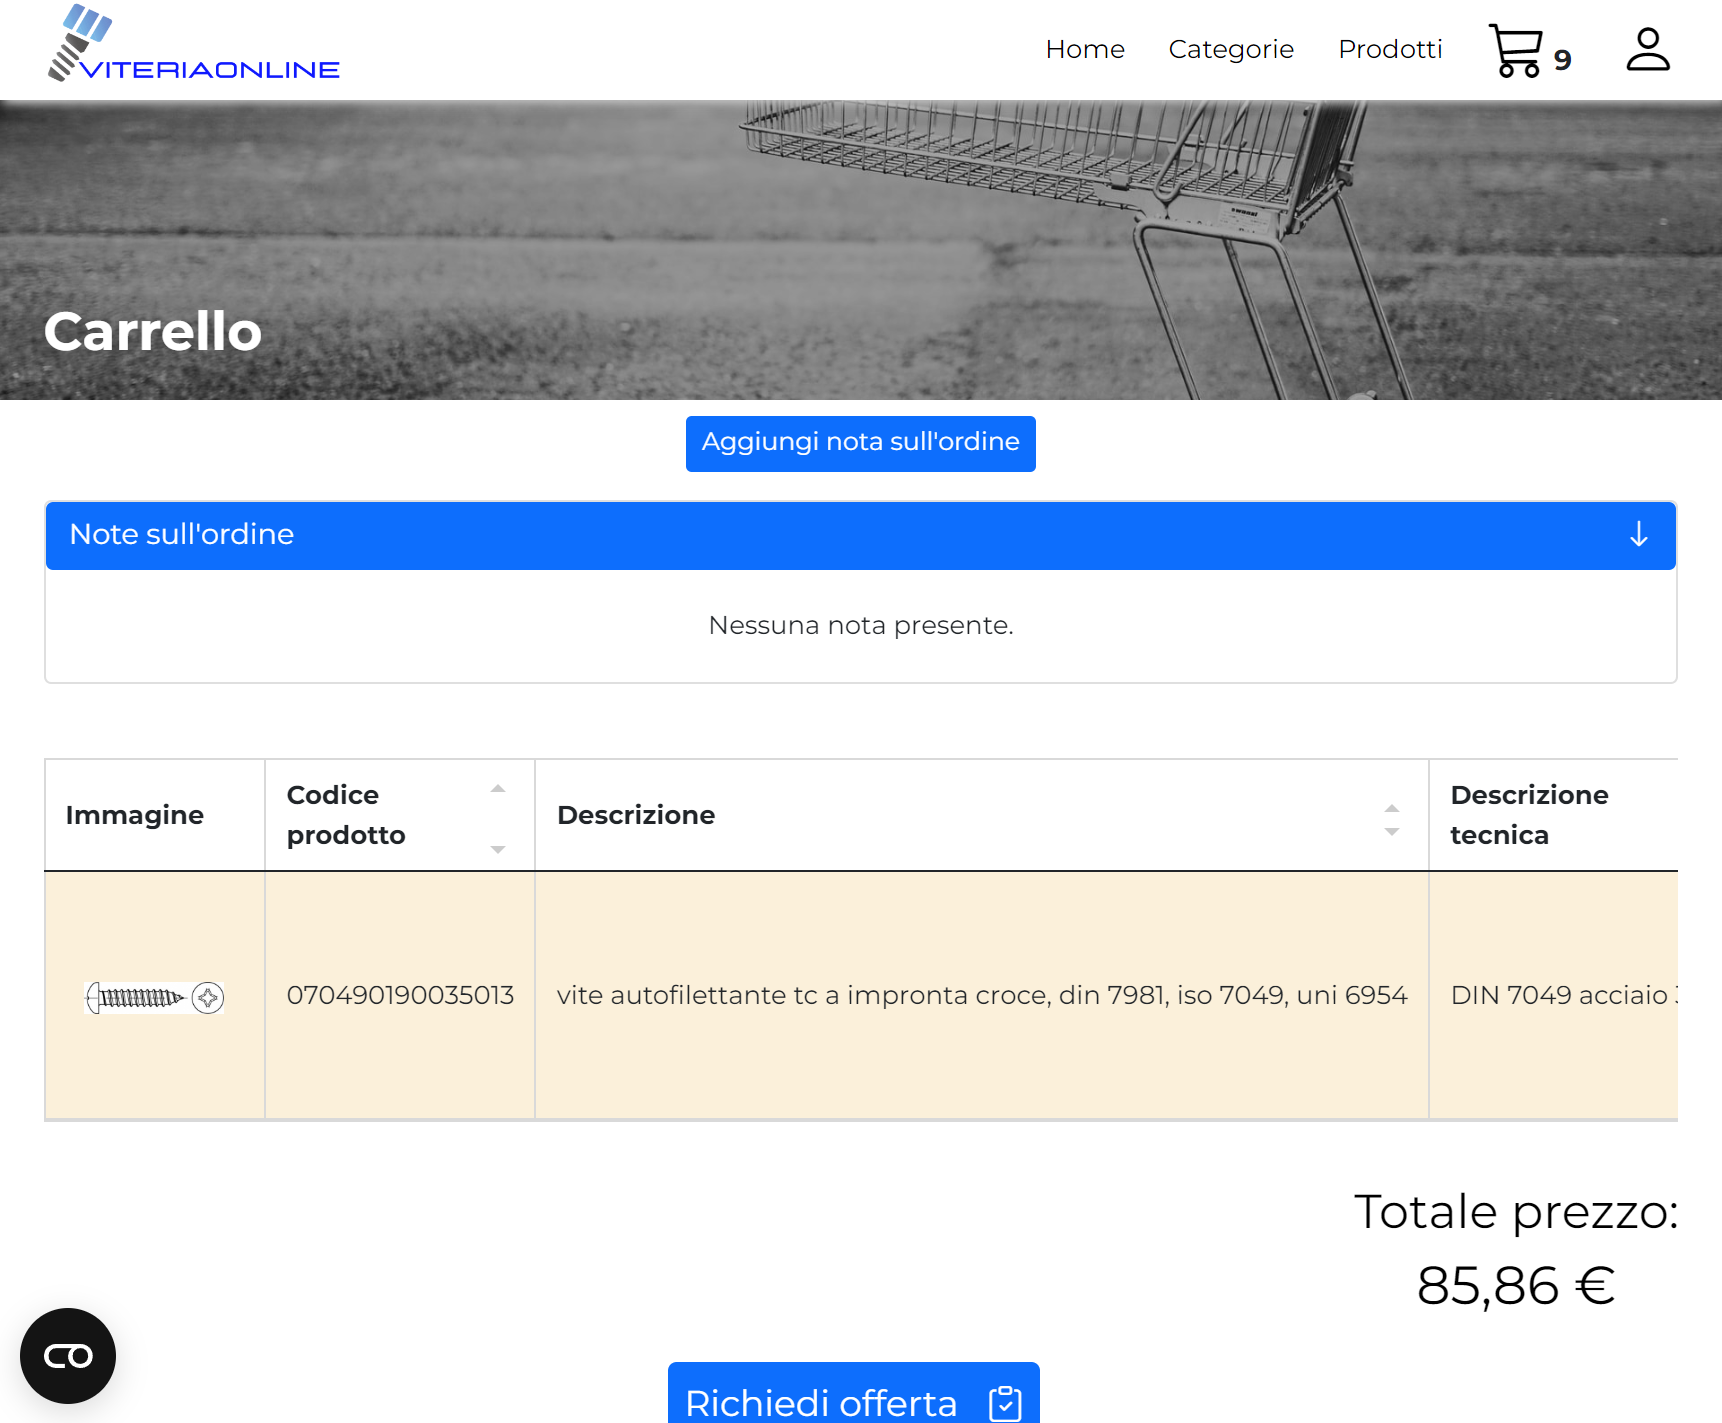 VITERIAONLINE
Home Categorie Prodotti 9
Carrello
Aggiungi nota sull'ordine
Note sull'ordine
Nessuna nota presente.
Immagine
Codice
prodotto
Descrizione
Descrizione
tecnica
070490190035013
vite autofilettante tc a impronta croce, din 7981, iso 7049, uni 6954
DIN 7049 acciaio
Totale prezzo:
85,86 €
Richiedi offerta